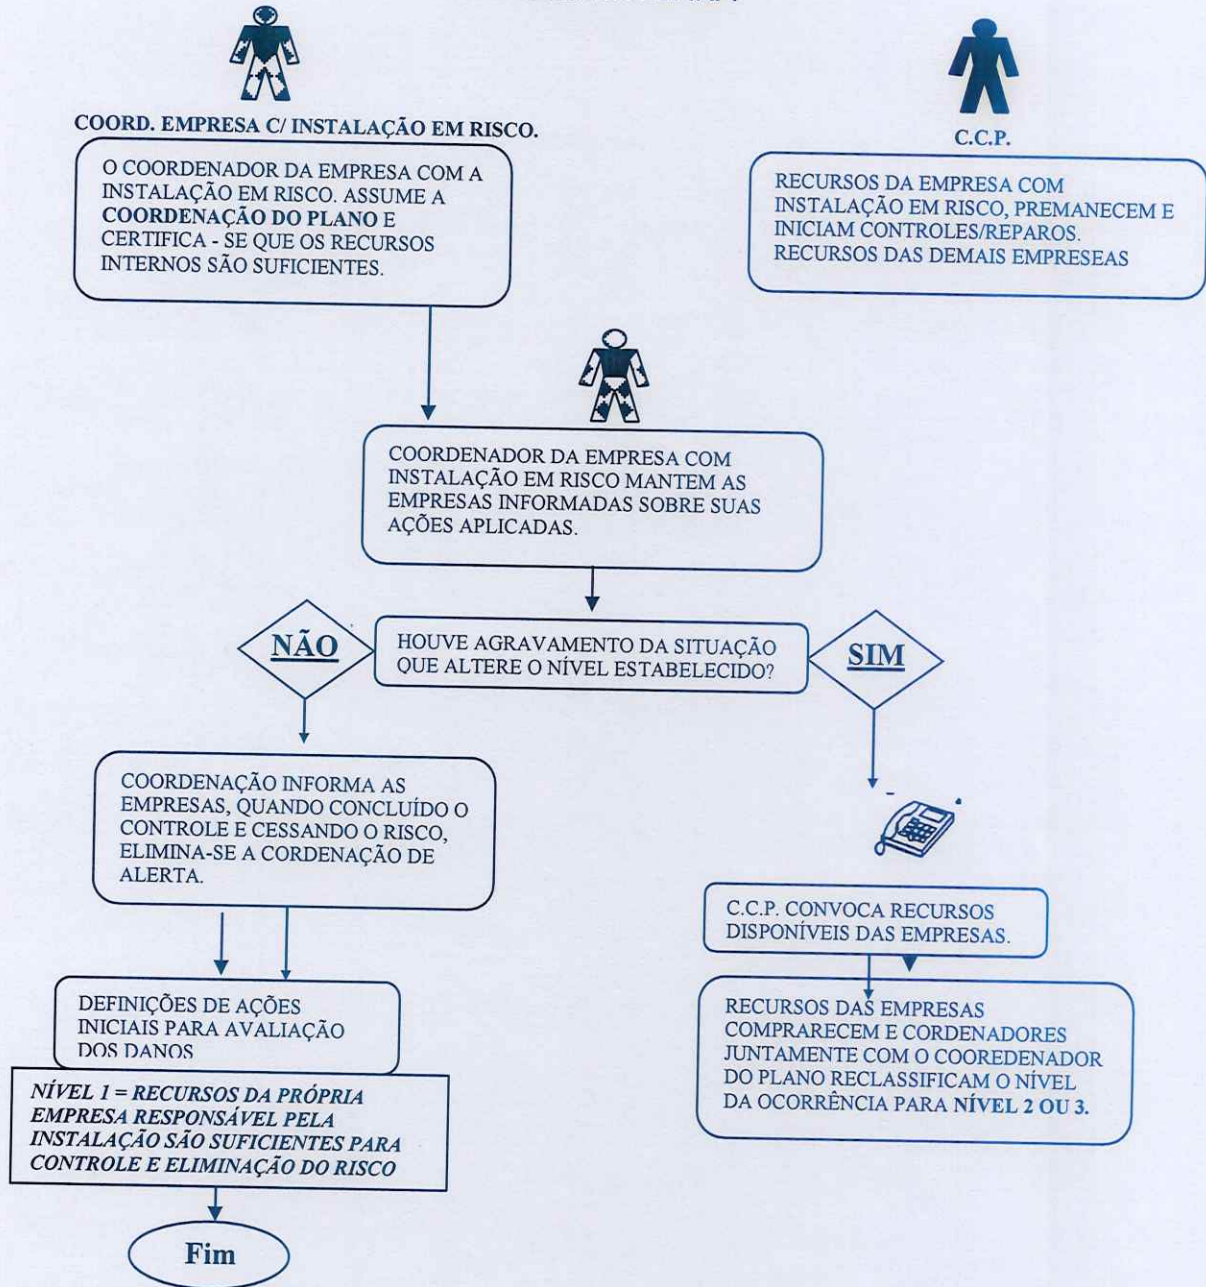 COORD. EMPRESA C/ INSTALAÇÃO EM RISCO.
O COORDENADOR DA EMPRESA COM A
INSTALAÇÃO EM RISCO. ASSUME A
COORDENAÇÃO DO PLANO E
CERTIFICA - SE QUE OS RECURSOS
INTERNOS SÃO SUFICIENTES.
C.C.P.
RECURSOS DA EMPRESA COM
INSTALAÇÃO EM RISCO, PREMANECEM E
INICIAM CONTROLES/REPAROS.
RECURSOS DAS DEMAIS EMPRESEAS
COORDENADOR DA EMPRESA COM
INSTALAÇÃO EM RISCO MANTEM AS
EMPRESAS INFORMADAS SOBRE SUAS
AÇÕES APLICADAS.
NÃO
HOUVE AGRAVAMENTO DA SITUAÇÃO
QUE ALTERE O NÍVEL ESTABELECIDO?
SIM
COORDENAÇÃO INFORMA AS
EMPRESAS, QUANDO CONCLUÍDO O
CONTROLE E CESSANDO O RISCO,
ELIMINA-SE A CORDENAÇÃO DE
ALERTA.
C.C.P. CONVOCA RECURSOS
DISPONÍVEIS DAS EMPRESAS.
DEFINIÇÕES DE AÇÕES
INICIAIS PARA AVALIAÇÃO
DOS DANOS
RECURSOS DAS EMPRESAS
COMPRARECEM E CORDENADORES
JUNTAMENTE COM O COOREDENADOR
DO PLANO RECLASSIFICAM O NÍVEL
DA OCORRÊNCIA PARA NÍVEL 2 OU 3.
NÍVEL 1 = RECURSOS DA PRÓPRIA
EMPRESA RESPONSÁVEL PELA
INSTALAÇÃO SÃO SUFICIENTES PARA
CONTROLE E ELIMINAÇÃO DO RISCO
Fim